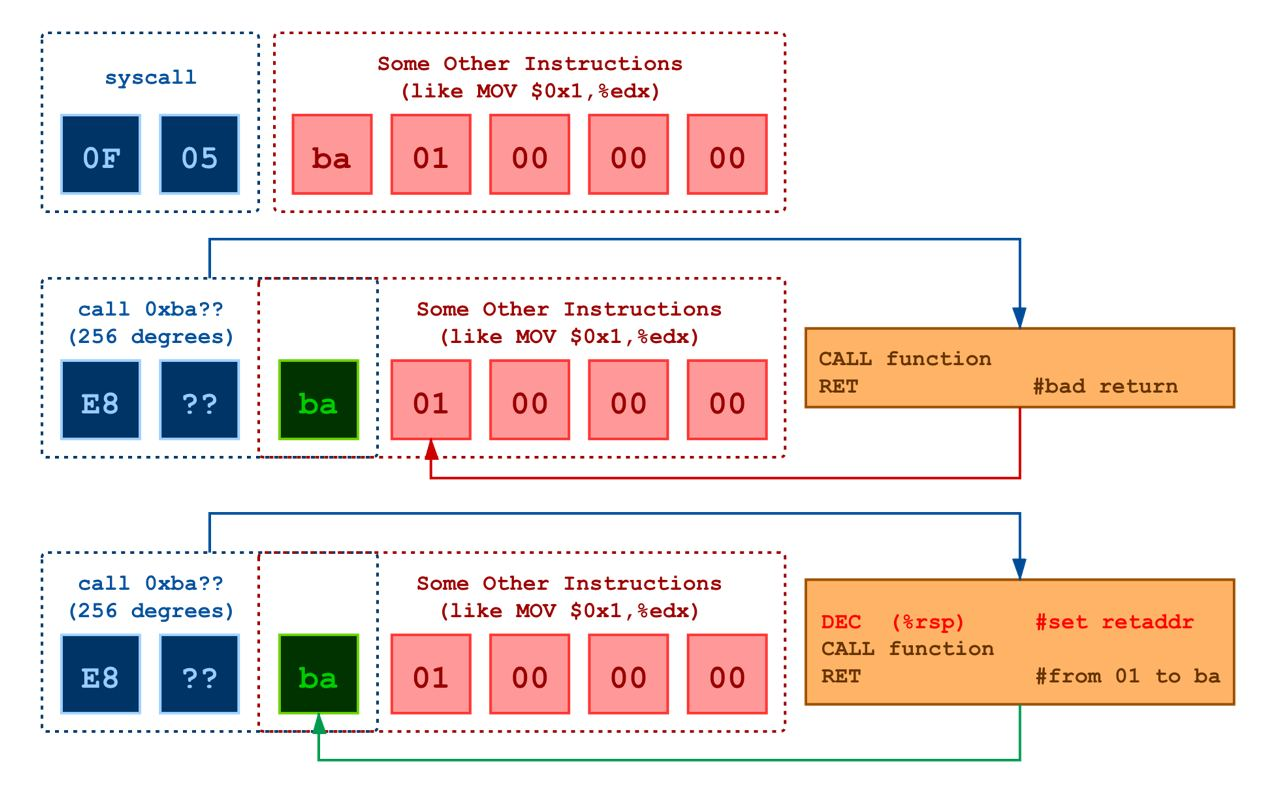 syscall
Some Other Instructions
(like MOV $0x1,%edx)
0F 05 ba 01 00 00 00
call 0xba??
(256 degrees)
Some Other Instructions
(like MOV $0x1,%edx)
E8 ?? ba 01 00 00 00
CALL function
RET #bad return
call 0xba??
(256 degrees)
Some Other Instructions
(like MOV $0x1,%edx)
E8 ?? ba 01 00 00 00
DEC (%rsp) #set retaddr
CALL function
RET #from 01 to ba